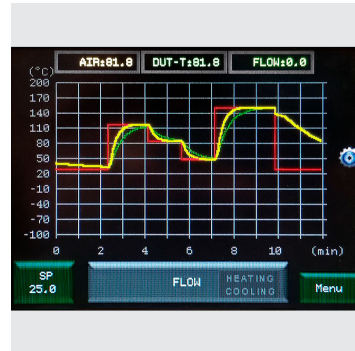 AIR:81.8 DUT-T:81.8 FLOW:0.0
(°C)
200
170
140
110
80
50
20
-10
-40
-70
-100
0 2 4 6 8 10 (min)
SP
25.0
FLOW
HEATING
COOLING
Menu